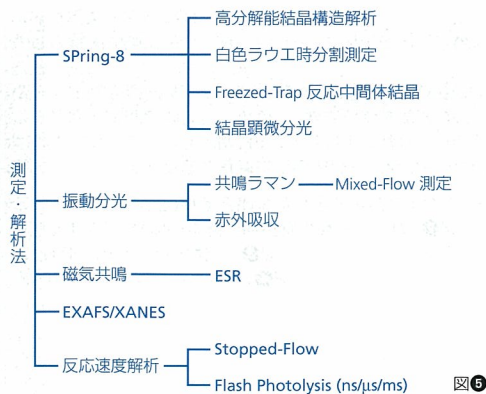 測定・解析法
SPring-8
高分解能結晶構造解析
白色ラウエ時分割測定
Freezed-Trap 反応中間体結晶
結晶顕微分光
振動分光
共鳴ラマン
Mixed-Flow 測定
赤外吸収
磁気共鳴
ESR
EXAFS/XANES
反応速度解析
Stopped-Flow
Flash Photolysis (ns/μs/ms)
図❺